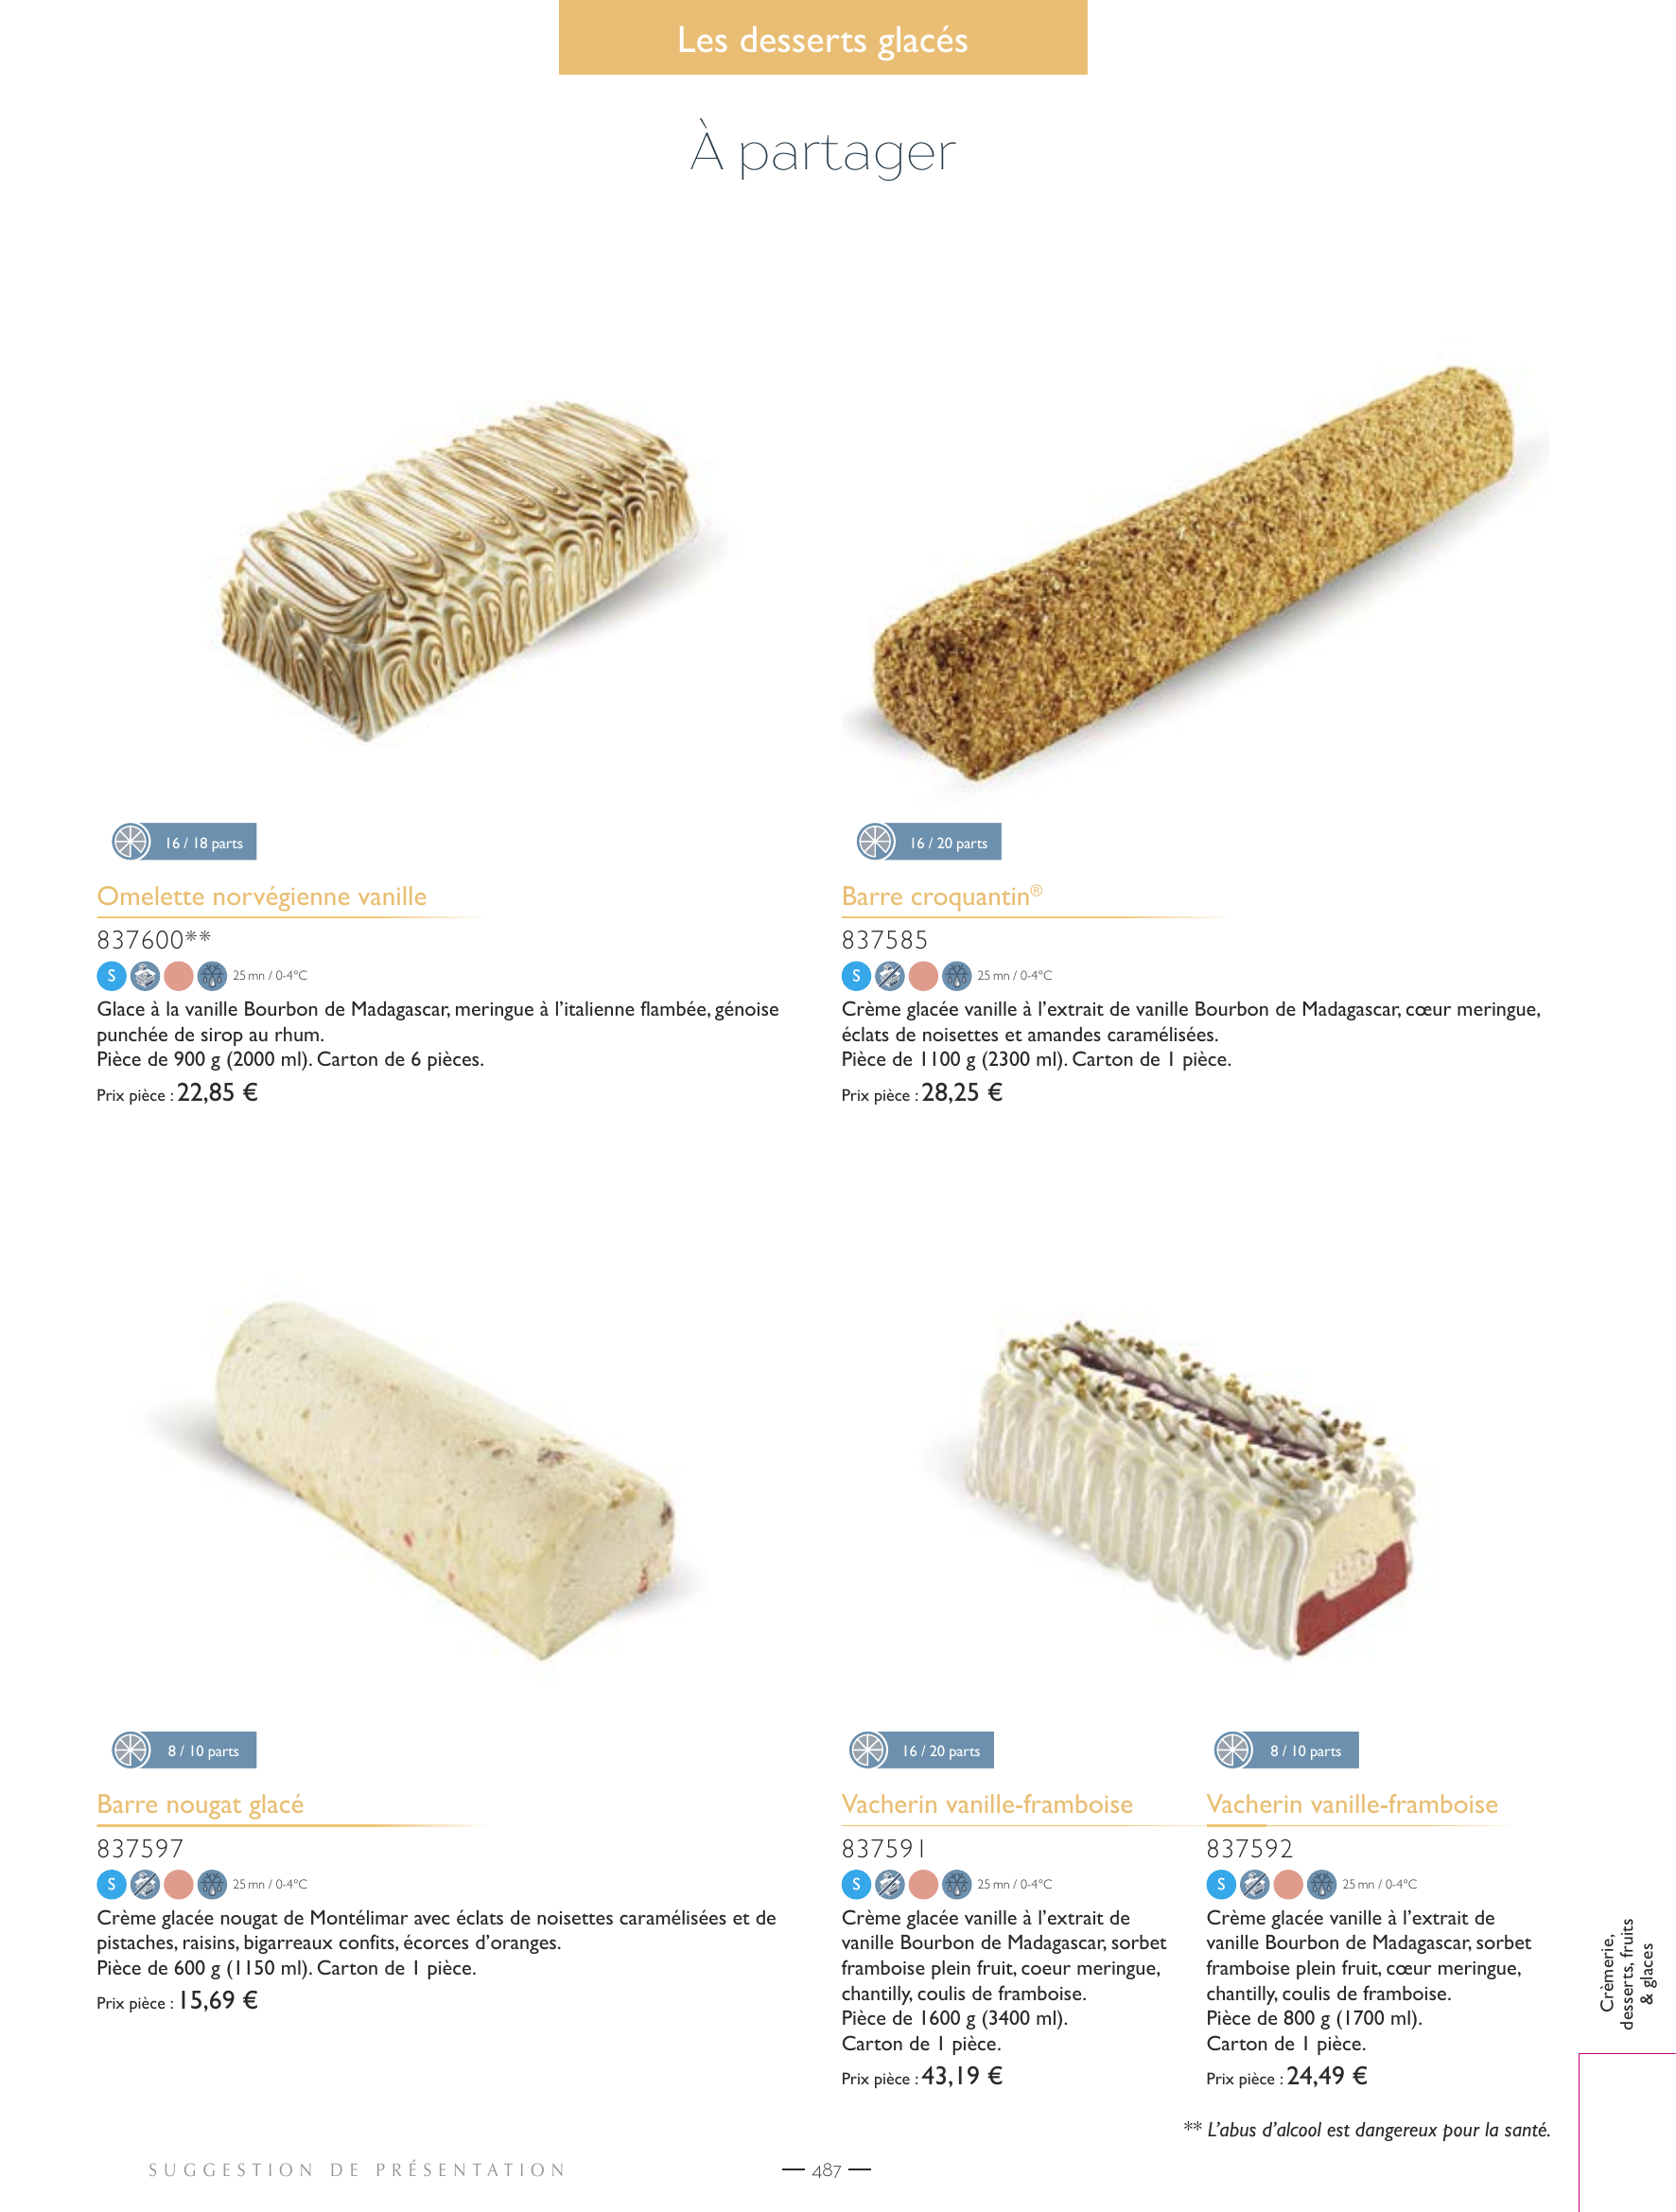 Les desserts glacés
À partager
16 / 18 parts
Omelette norvégienne vanille
837600**
S 25 mn / 0-4°C
Glace à la vanille Bourbon de Madagascar, meringue à l’italienne flambée, génoise
punchée de sirop au rhum.
Pièce de 900 g (2000 ml). Carton de 6 pièces.
Prix pièce : 22,85 €
16 / 20 parts
Barre croquantin®
837585
S 25 mn / 0-4°C
Crème glacée vanille à l’extrait de vanille Bourbon de Madagascar, cœur meringue,
éclats de noisettes et amandes caramélisées.
Pièce de 1100 g (2300 ml). Carton de 1 pièce.
Prix pièce : 28,25 €
8 / 10 parts
Barre nougat glacé
837597
S 25 mn / 0-4°C
Crème glacée nougat de Montélimar avec éclats de noisettes caramélisées et de
pistaches, raisins, bigarreaux confits, écorces d’oranges.
Pièce de 600 g (1150 ml). Carton de 1 pièce.
Prix pièce : 15,69 €
16 / 20 parts
Vacherin vanille-framboise
837591
S 25 mn / 0-4°C
Crème glacée vanille à l’extrait de
vanille Bourbon de Madagascar, sorbet
framboise plein fruit, coeur meringue,
chantilly, coulis de framboise.
Pièce de 1600 g (3400 ml).
Carton de 1 pièce.
Prix pièce : 43,19 €
8 / 10 parts
Vacherin vanille-framboise
837592
S 25 mn / 0-4°C
Crème glacée vanille à l’extrait de
vanille Bourbon de Madagascar, sorbet
framboise plein fruit, cœur meringue,
chantilly, coulis de framboise.
Pièce de 800 g (1700 ml).
Carton de 1 pièce.
Prix pièce : 24,49 €
Crèmerie,
desserts, fruits
& glaces
** L’abus d’alcool est dangereux pour la santé.
SUGGESTION DE PRÉSENTATION
— 487 —